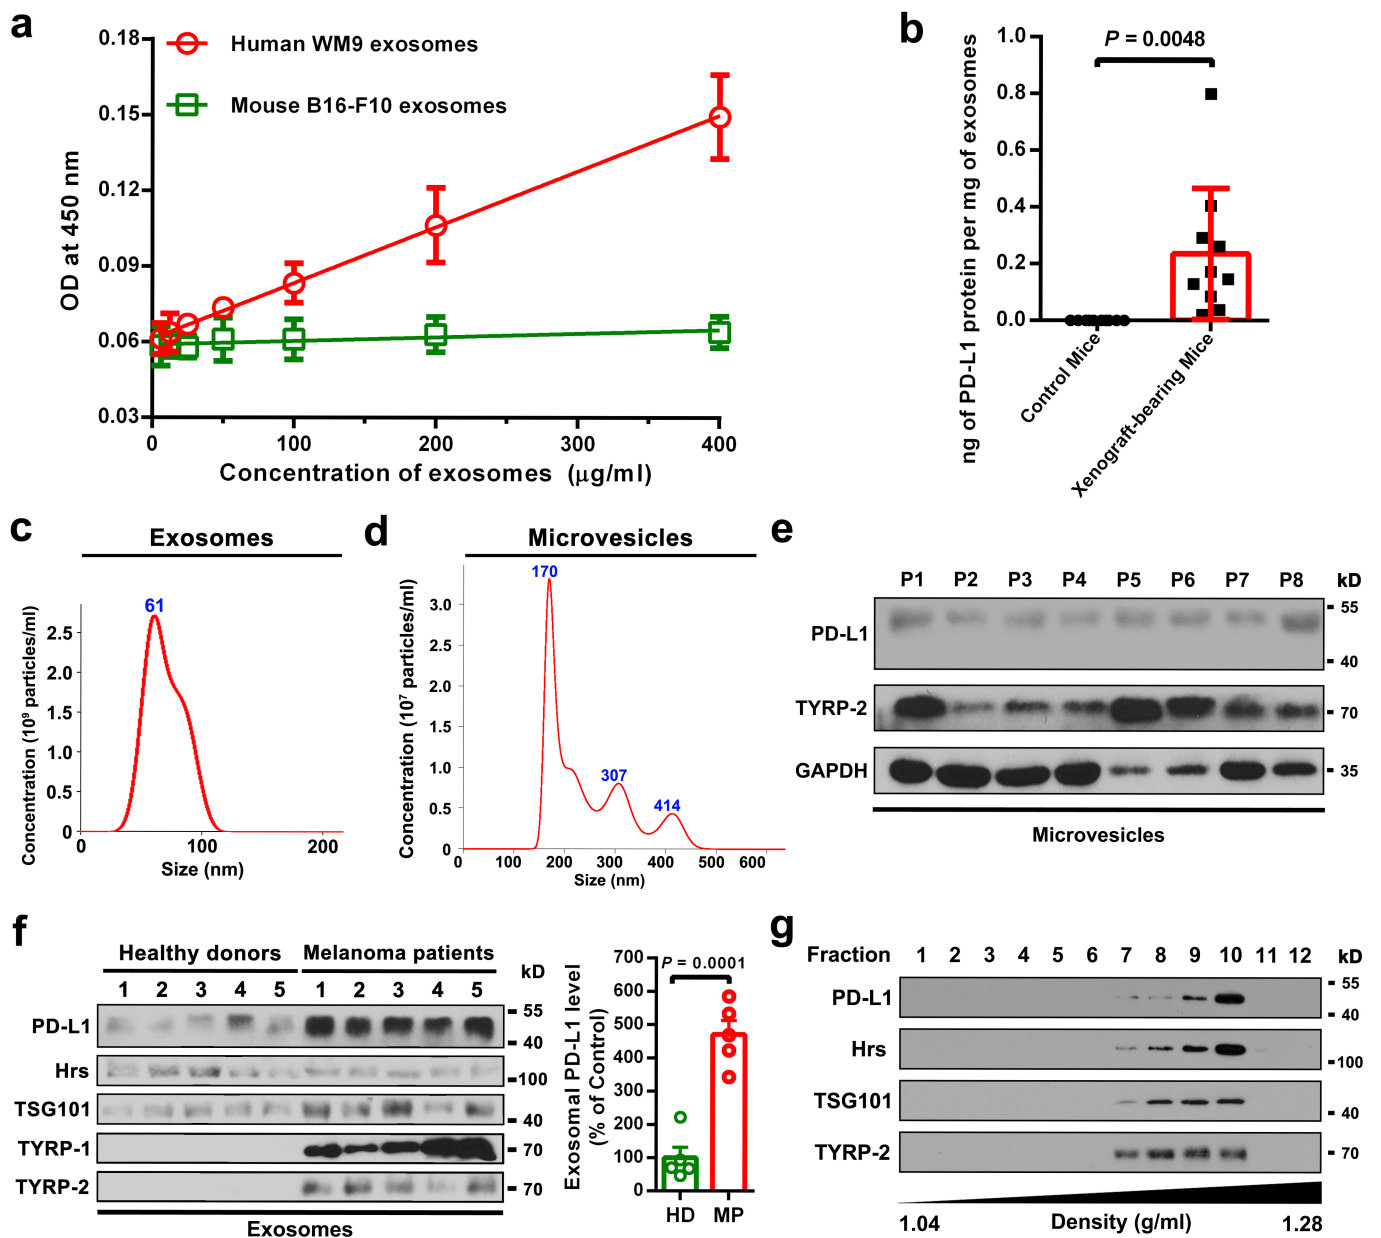 a
0.18
0.15
0.12
0.09
0.06
0.03
OD at 450 nm
Human WM9 exosomes
Mouse B16-F10 exosomes
0 100 200 300 400
Concentration of exosomes (μg/ml)
b
P = 0.0048
1.0
0.8
0.6
0.4
0.2
0.0
ng of PD-L1 protein per mg of exosomes
Control Mice
Xenograft-bearing Mice
c
Exosomes
61
2.5
2.0
1.5
1.0
0.5
0
Concentration (10⁹ particles/ml)
0 100 200
Size (nm)
d
Microvesicles
170
307
414
3.0
2.5
2.0
1.5
1.0
0.5
0
Concentration (10⁷ particles/ml)
0 100 200 300 400 500 600
Size (nm)
e
P1 P2 P3 P4 P5 P6 P7 P8 kD
PD-L1
55
40
TYRP-2 70
GAPDH 35
Microvesicles
f
Healthy donors Melanoma patients
1 2 3 4 5 1 2 3 4 5 kD
PD-L1
55
40
Hrs 100
TSG101 40
TYRP-1 70
TYRP-2 70
Exosomes
P = 0.0001
700
600
500
400
300
200
100
0
Exosomal PD-L1 level
(% of Control)
HD MP
g
Fraction 1 2 3 4 5 6 7 8 9 10 11 12 kD
PD-L1
55
40
Hrs 100
TSG101 40
TYRP-2 70
1.04 Density (g/ml) 1.28